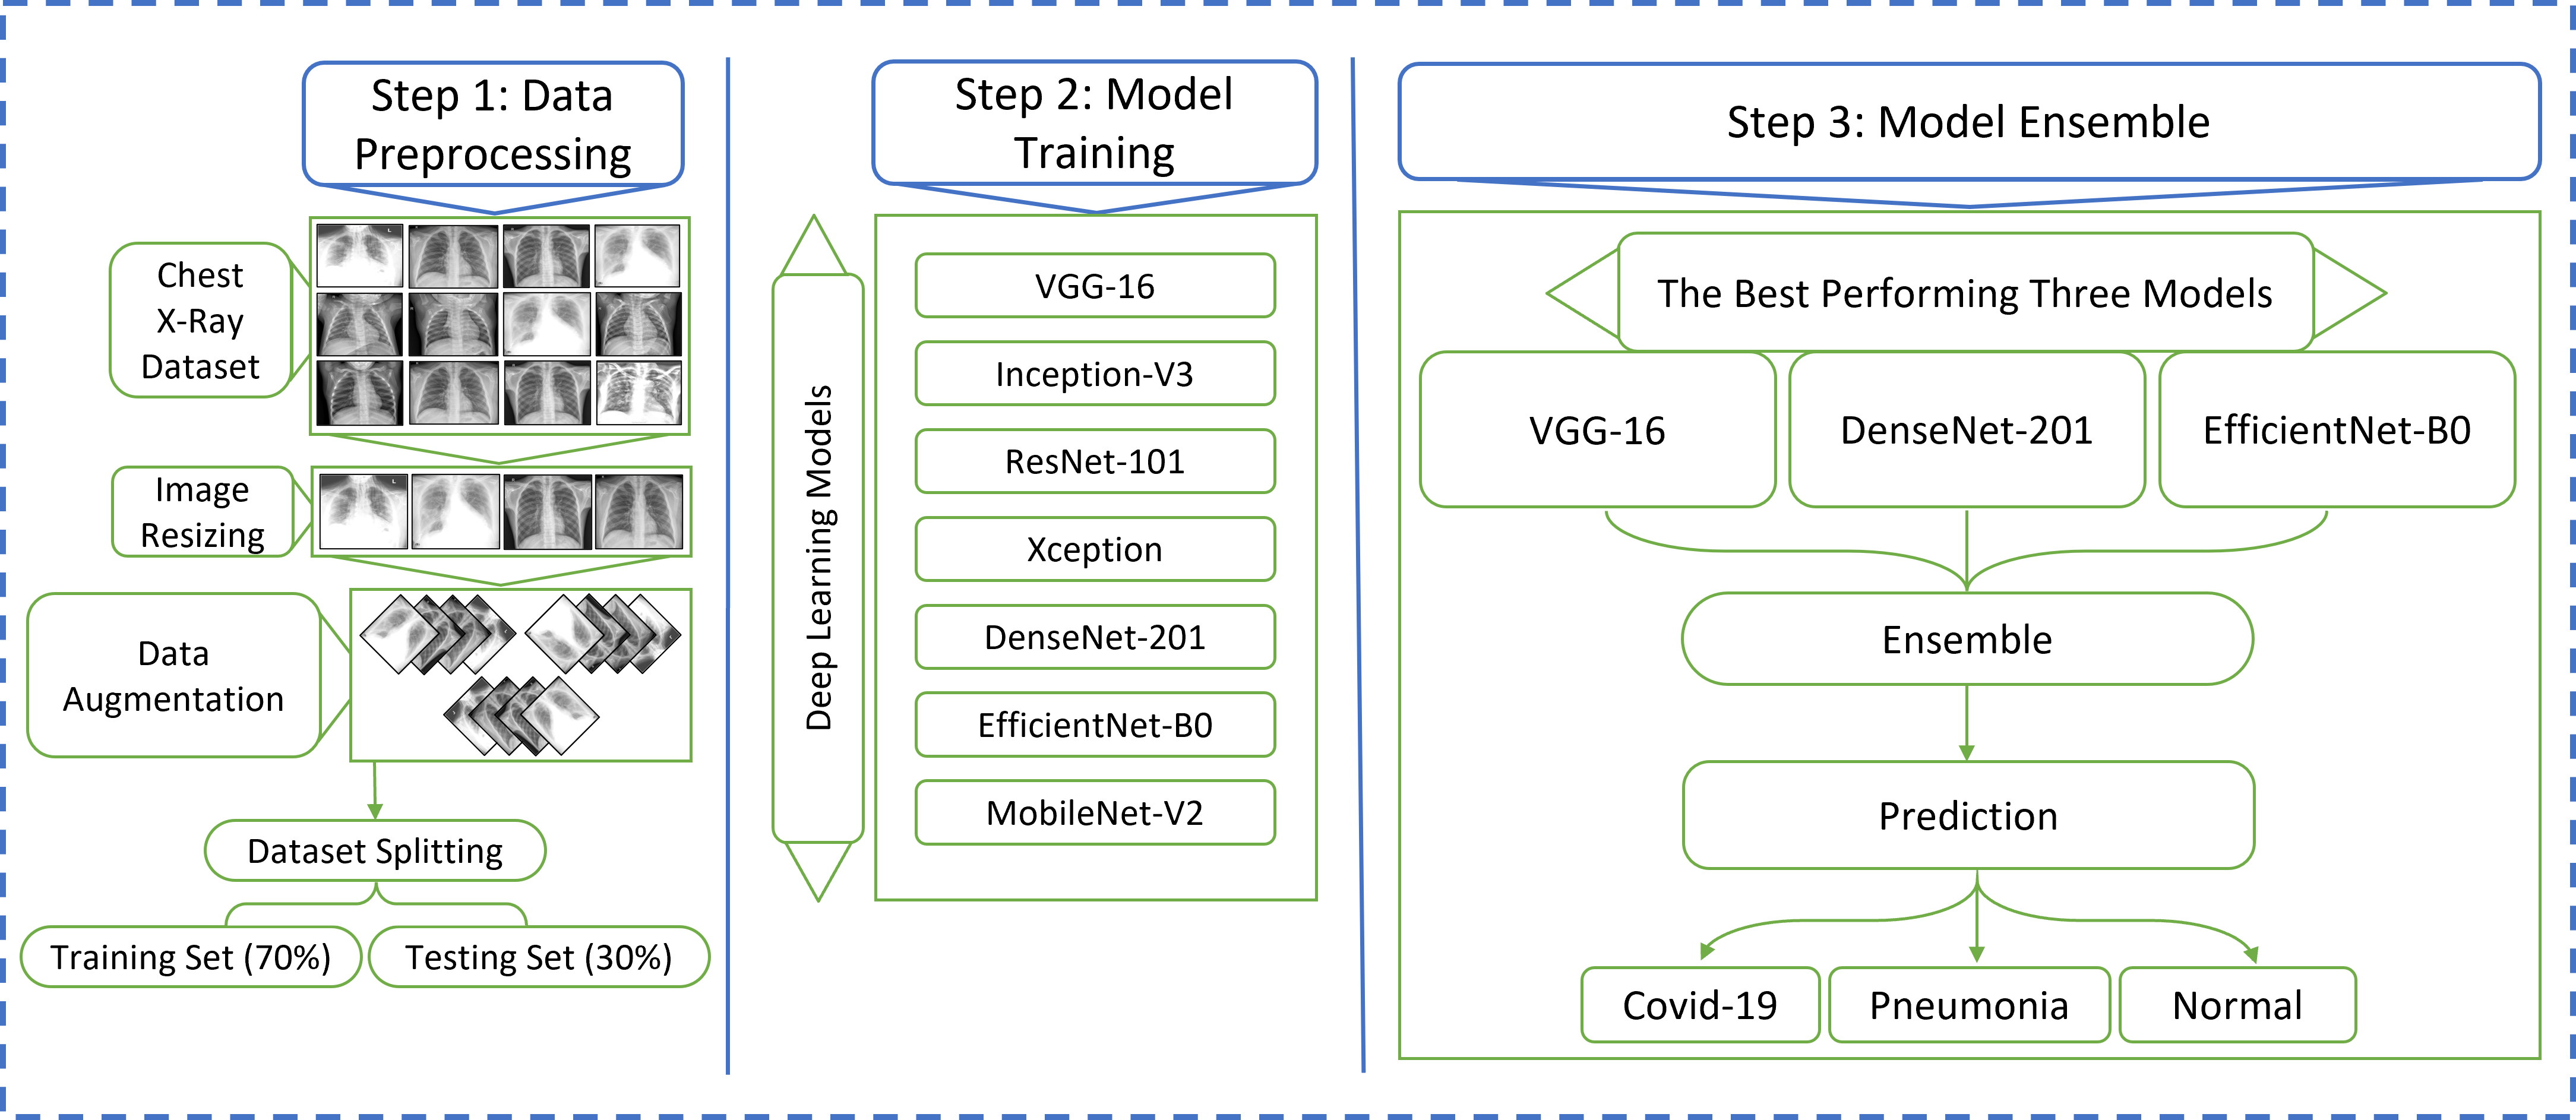 Step 1: Data
Preprocessing
Chest
X-Ray
Dataset
Image
Resizing
Data
Augmentation
Dataset Splitting
Training Set (70%)
Testing Set (30%)
Step 2: Model
Training
Deep Learning Models
VGG-16
Inception-V3
ResNet-101
Xception
DenseNet-201
EfficientNet-B0
MobileNet-V2
Step 3: Model Ensemble
The Best Performing Three Models
VGG-16
DenseNet-201
EfficientNet-B0
Ensemble
Prediction
Covid-19
Pneumonia
Normal